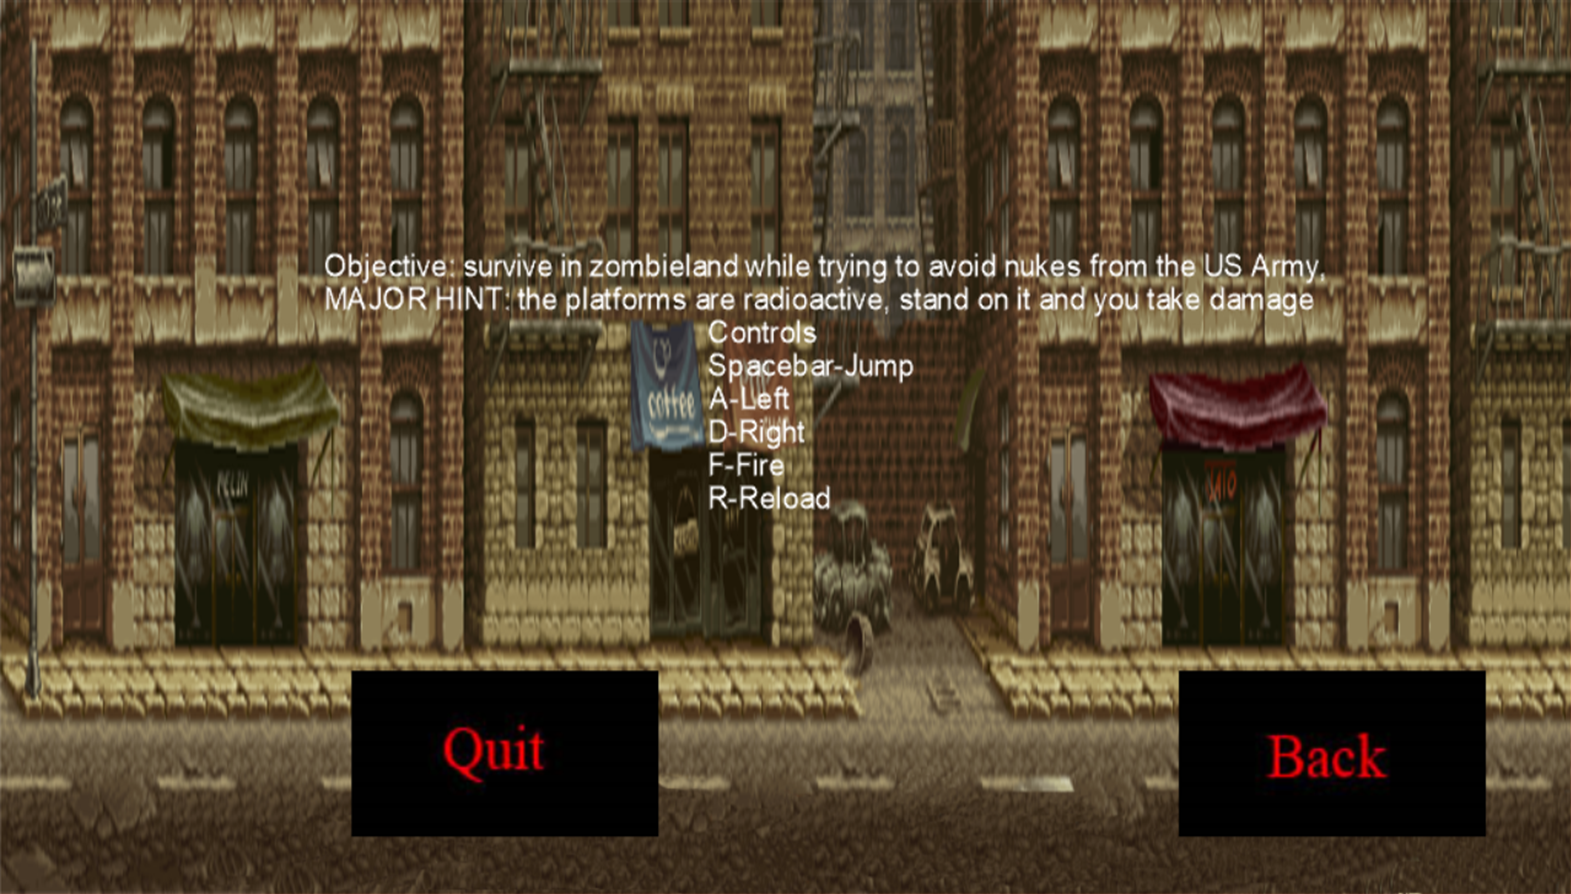 Objective: survive in zombieland while trying to avoid nukes from the US Army,
MAJOR HINT: the platforms are radioactive, stand on it and you take damage
Controls
Spacebar-Jump
coffee
A-Left
D-Right
F-Fire
R-Reload
Quit
Back